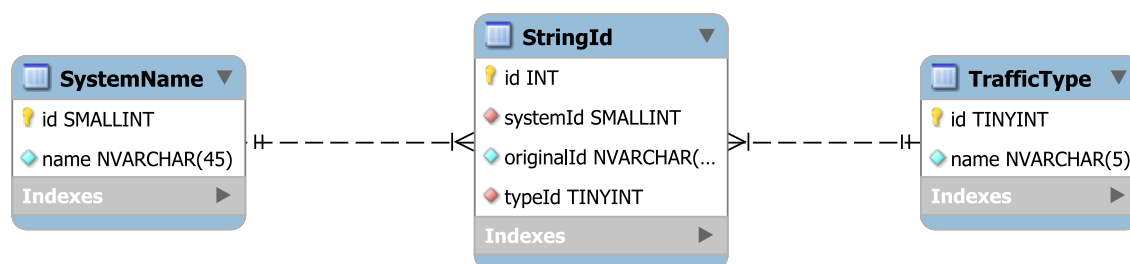 SystemName
id SMALLINT
name NVARCHAR(45)
Indexes
StringId
id INT
systemId SMALLINT
originalId NVARCHAR(...
typeId TINYINT
Indexes
TrafficType
id TINYINT
name NVARCHAR(5)
Indexes